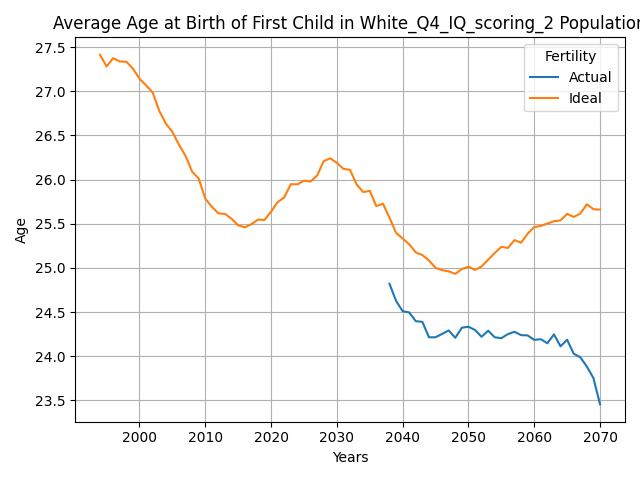 Average Age at Birth of First Child in White_Q4_IQ_scoring_2 Population
Fertility
Actual
Ideal
27.5
27.0
26.5
26.0
25.5
25.0
24.5
24.0
23.5
Age
2000
2010
2020
2030
2040
2050
2060
2070
Years